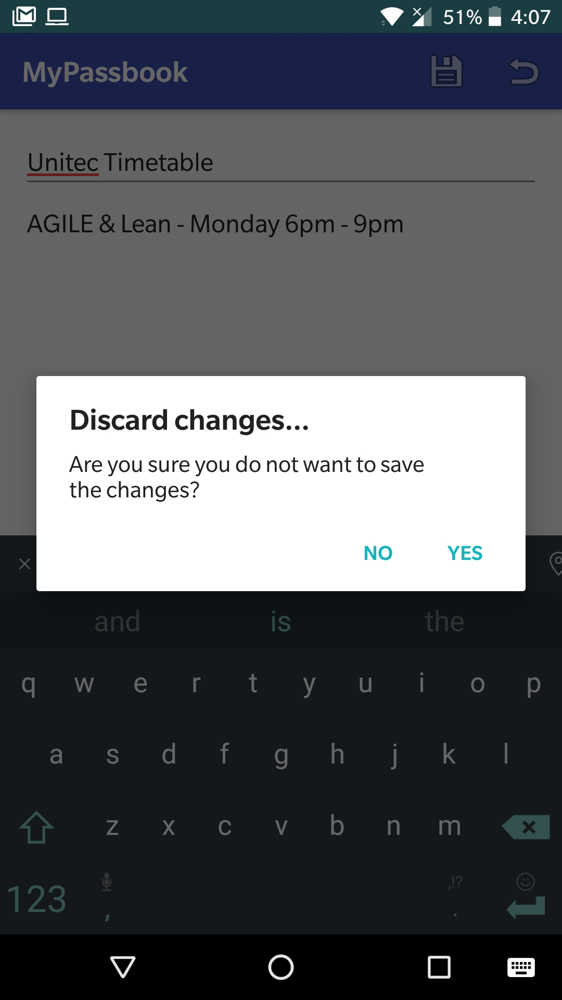 51% 4:07
MyPassbook
Unitec Timetable
AGILE & Lean - Monday 6pm - 9pm
Discard changes...
Are you sure you do not want to save
the changes?
NO YES
and is the
q w e r t y u i o p
a s d f g h j k l
z x c v b n m
,!?
123 , .